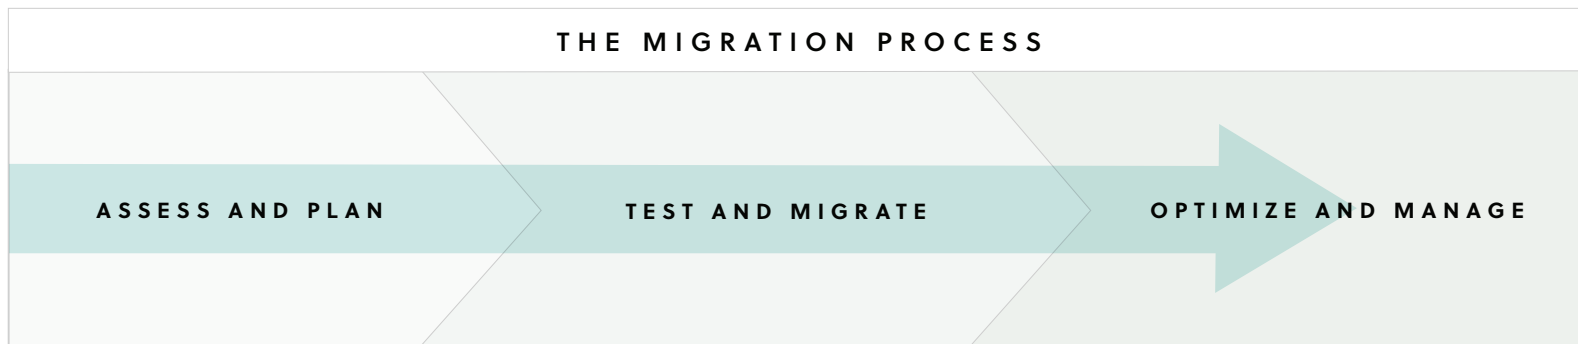 THE MIGRATION PROCESS
ASSESS AND PLAN
TEST AND MIGRATE
OPTIMIZE AND MANAGE